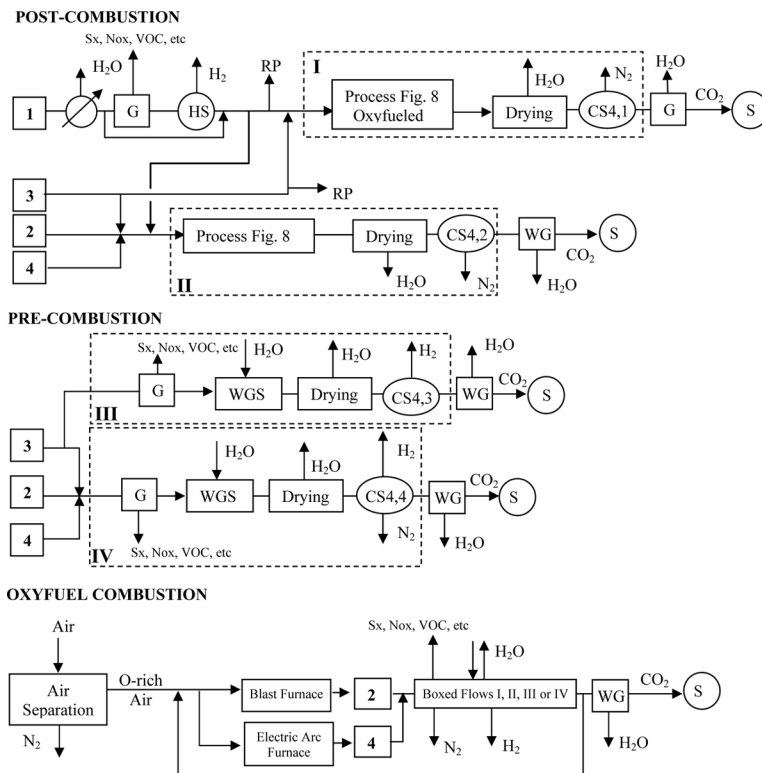 POST-COMBUSTION
Sx, Nox, VOC, etc
H₂O
H₂
RP
I
H₂O
N₂
H₂O
1
G
HS
Process Fig. 8
Oxyfueled
Drying
CS4,1
G
CO₂
S
3
RP
2
Process Fig. 8
Drying
CS4,2
WG
CO₂
S
4
II
H₂O
N₂
H₂O
PRE-COMBUSTION
Sx, Nox, VOC, etc
H₂O
H₂O
H₂
H₂O
G
WGS
Drying
CS4,3
WG
CO₂
S
III
3
H₂O
H₂O
H₂
2
G
WGS
Drying
CS4,4
WG
CO₂
S
4
IV
Sx, Nox, VOC, etc
N₂
H₂O
OXYFUEL COMBUSTION
Air
Sx, Nox, VOC, etc
H₂O
Air
Separation
O-rich
Air
Blast Furnace
2
Boxed Flows I, II, III or IV
WG
CO₂
S
N₂
Electric Arc
Furnace
4
N₂
H₂
H₂O